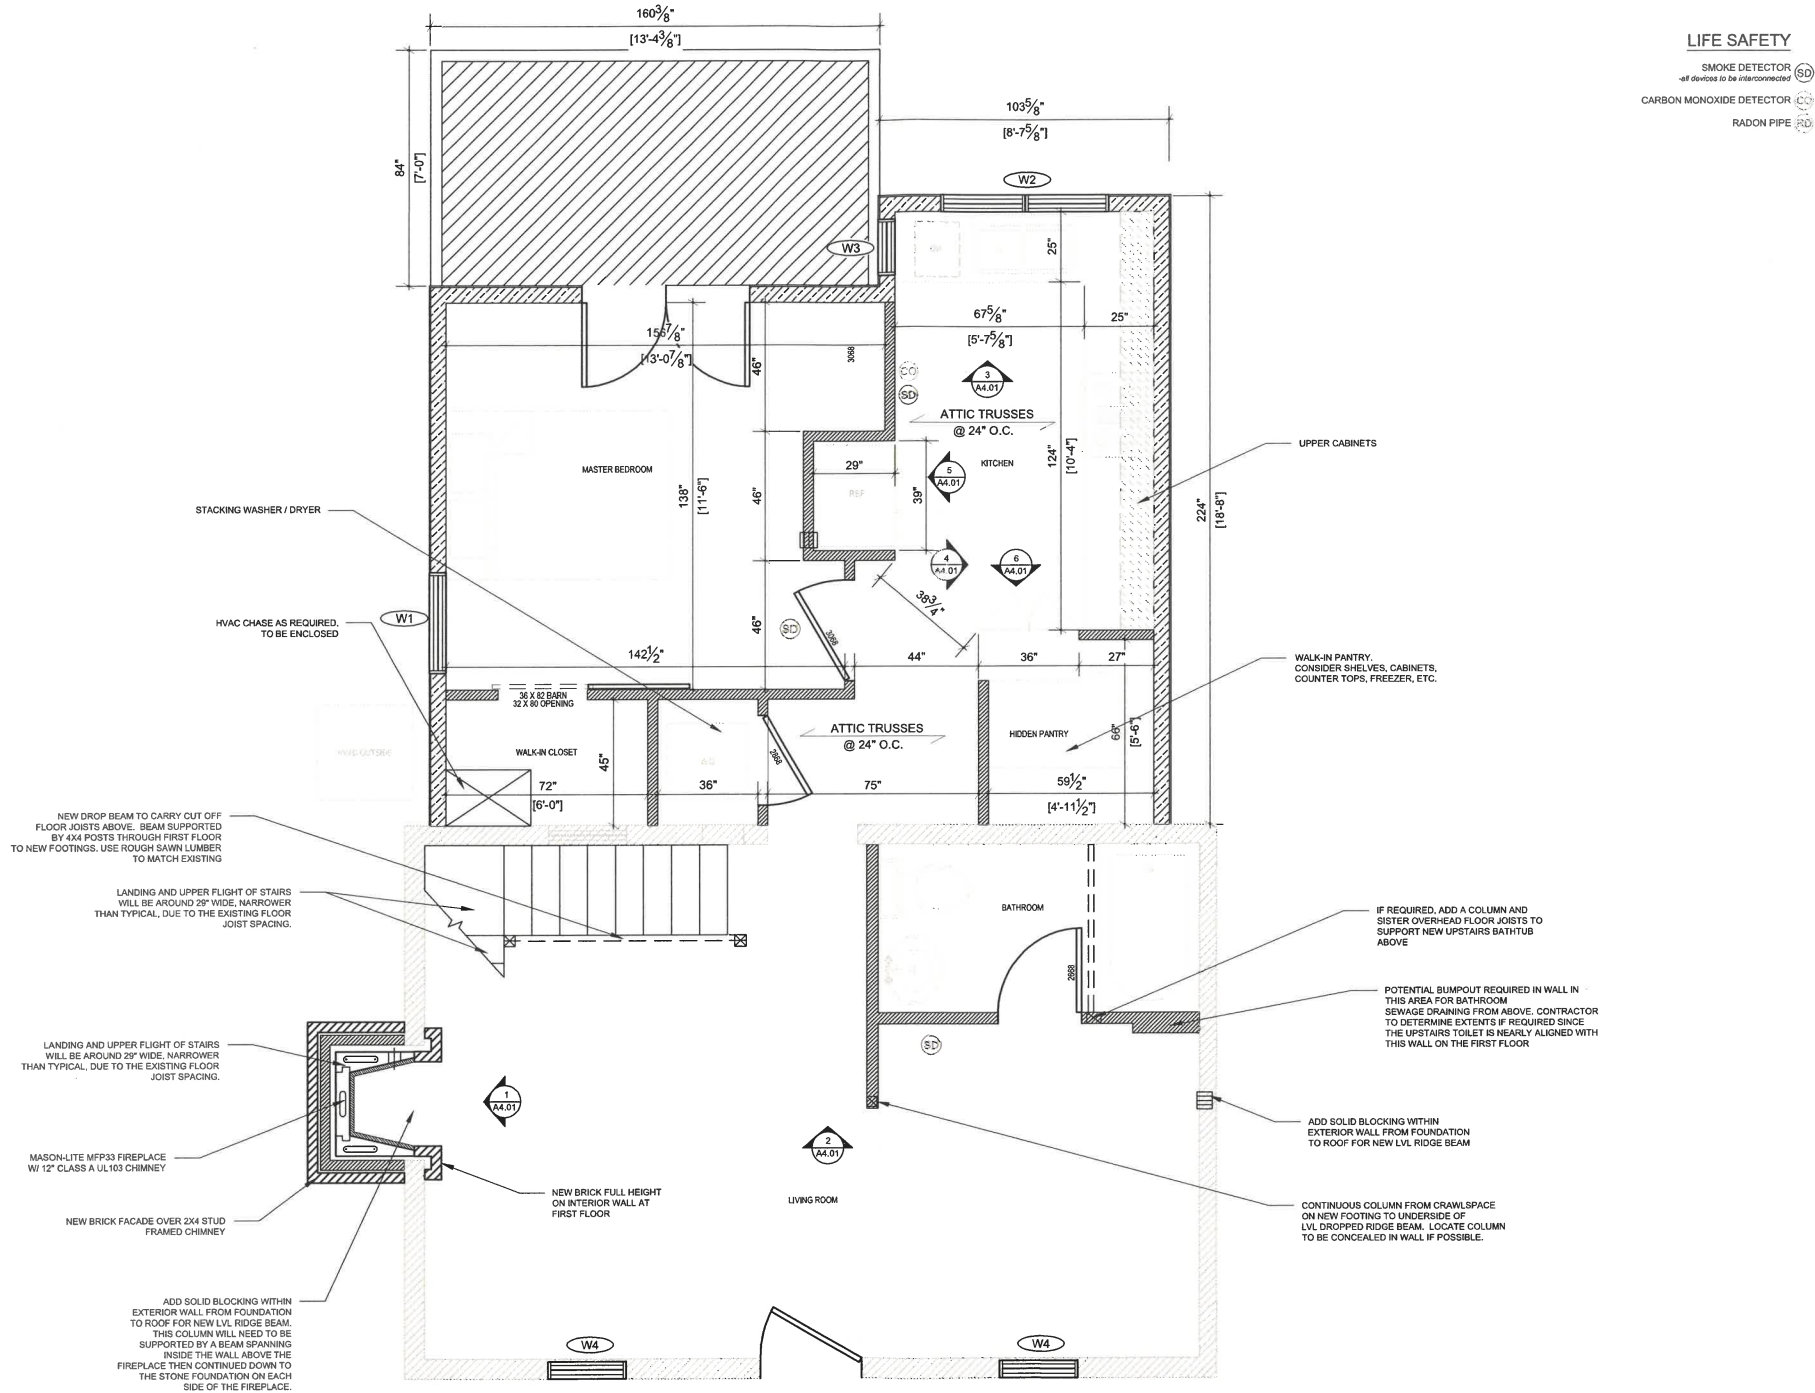 160⅜"
[13'-4⅜"]
LIFE SAFETY
SMOKE DETECTOR SD
-all devices to be interconnected
CARBON MONOXIDE DETECTOR CO
RADON PIPE RD
103⅝"
[8'-7⅝"]
84"
[7'-0"]
W2
W3
25"
67⅝"
[5'-7⅝"]
25"
156⅞"
[13'-0⅞"]
46"
3068
CO
SD
3
A4.01
ATTIC TRUSSES
@ 24" O.C.
UPPER CABINETS
124"
[10'-4"]
MASTER BEDROOM
29"
REF
39"
5
A4.01
KITCHEN
138"
[11'-6"]
46"
224"
[18'-8"]
STACKING WASHER / DRYER
4
A4.01
6
A4.01
38¾"
W1
HVAC CHASE AS REQUIRED.
TO BE ENCLOSED
SD
46"
3068
142½"
44"
36"
27"
WALK-IN PANTRY.
CONSIDER SHELVES, CABINETS,
COUNTER TOPS, FREEZER, ETC.
36 X 82 BARN
32 X 80 OPENING
ATTIC TRUSSES
@ 24" O.C.
HIDDEN PANTRY
66"
[5'-6"]
WALK-IN CLOSET
45"
2668
72"
[6'-0"]
36"
75"
59½"
[4'-11½"]
NEW DROP BEAM TO CARRY CUT OFF
FLOOR JOISTS ABOVE. BEAM SUPPORTED
BY 4X4 POSTS THROUGH FIRST FLOOR
TO NEW FOOTINGS. USE ROUGH SAWN LUMBER
TO MATCH EXISTING
LANDING AND UPPER FLIGHT OF STAIRS
WILL BE AROUND 29" WIDE, NARROWER
THAN TYPICAL, DUE TO THE EXISTING FLOOR
JOIST SPACING.
BATHROOM
2668
IF REQUIRED, ADD A COLUMN AND
SISTER OVERHEAD FLOOR JOISTS TO
SUPPORT NEW UPSTAIRS BATHTUB
ABOVE
POTENTIAL BUMPOUT REQUIRED IN WALL IN
THIS AREA FOR BATHROOM
SEWAGE DRAINING FROM ABOVE. CONTRACTOR
TO DETERMINE EXTENTS IF REQUIRED SINCE
THE UPSTAIRS TOILET IS NEARLY ALIGNED WITH
THIS WALL ON THE FIRST FLOOR
SD
LANDING AND UPPER FLIGHT OF STAIRS
WILL BE AROUND 29" WIDE, NARROWER
THAN TYPICAL, DUE TO THE EXISTING FLOOR
JOIST SPACING.
1
A4.01
2
A4.01
ADD SOLID BLOCKING WITHIN
EXTERIOR WALL FROM FOUNDATION
TO ROOF FOR NEW LVL RIDGE BEAM
MASON-LITE MFP33 FIREPLACE
W/ 12" CLASS A UL103 CHIMNEY
NEW BRICK FULL HEIGHT
ON INTERIOR WALL AT
FIRST FLOOR
LIVING ROOM
CONTINUOUS COLUMN FROM CRAWLSPACE
ON NEW FOOTING TO UNDERSIDE OF
LVL DROPPED RIDGE BEAM. LOCATE COLUMN
TO BE CONCEALED IN WALL IF POSSIBLE.
NEW BRICK FACADE OVER 2X4 STUD
FRAMED CHIMNEY
ADD SOLID BLOCKING WITHIN
EXTERIOR WALL FROM FOUNDATION
TO ROOF FOR NEW LVL RIDGE BEAM.
THIS COLUMN WILL NEED TO BE
SUPPORTED BY A BEAM SPANNING
INSIDE THE WALL ABOVE THE
FIREPLACE THEN CONTINUED DOWN TO
THE STONE FOUNDATION ON EACH
SIDE OF THE FIREPLACE.
W4
W4